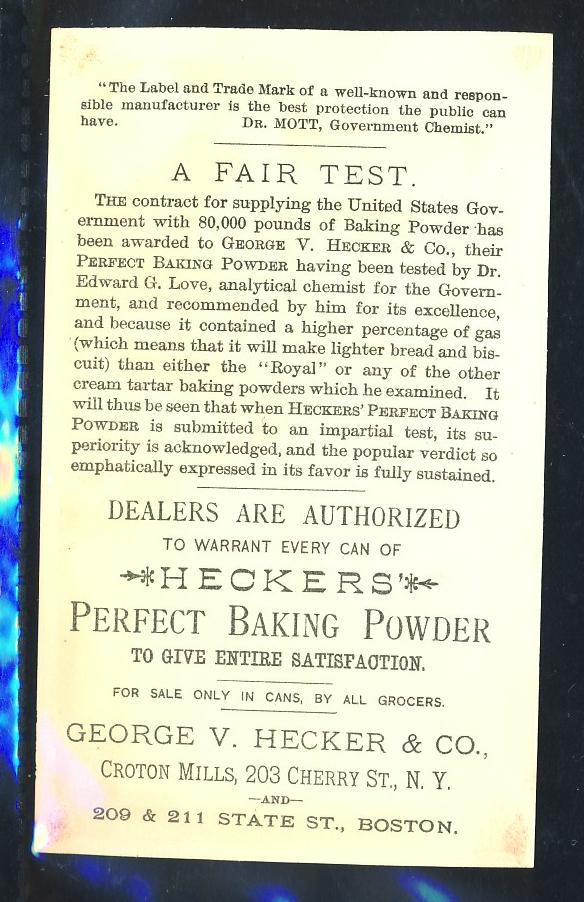 "The Label and Trade Mark of a well-known and respon-
sible manufacturer is the best protection the public can
have. DR. MOTT, Government Chemist."
A FAIR TEST.
THE contract for supplying the United States Gov-
ernment with 80,000 pounds of Baking Powder has
been awarded to GEORGE V. HECKER & CO., their
PERFECT BAKING POWDER having been tested by Dr.
Edward G. Love, analytical chemist for the Govern-
ment, and recommended by him for its excellence,
and because it contained a higher percentage of gas
(which means that it will make lighter bread and bis-
cuit) than either the "Royal" or any of the other
cream tartar baking powders which he examined. It
will thus be seen that when HECKERS' PERFECT BAKING
POWDER is submitted to an impartial test, its su-
periority is acknowledged, and the popular verdict so
emphatically expressed in its favor is fully sustained.
DEALERS ARE AUTHORIZED
TO WARRANT EVERY CAN OF
HECKERS'
PERFECT BAKING POWDER
TO GIVE ENTIRE SATISFACTION.
FOR SALE ONLY IN CANS, BY ALL GROCERS.
GEORGE V. HECKER & CO.,
CROTON MILLS, 203 CHERRY ST., N. Y.
—AND—
209 & 211 STATE ST., BOSTON.